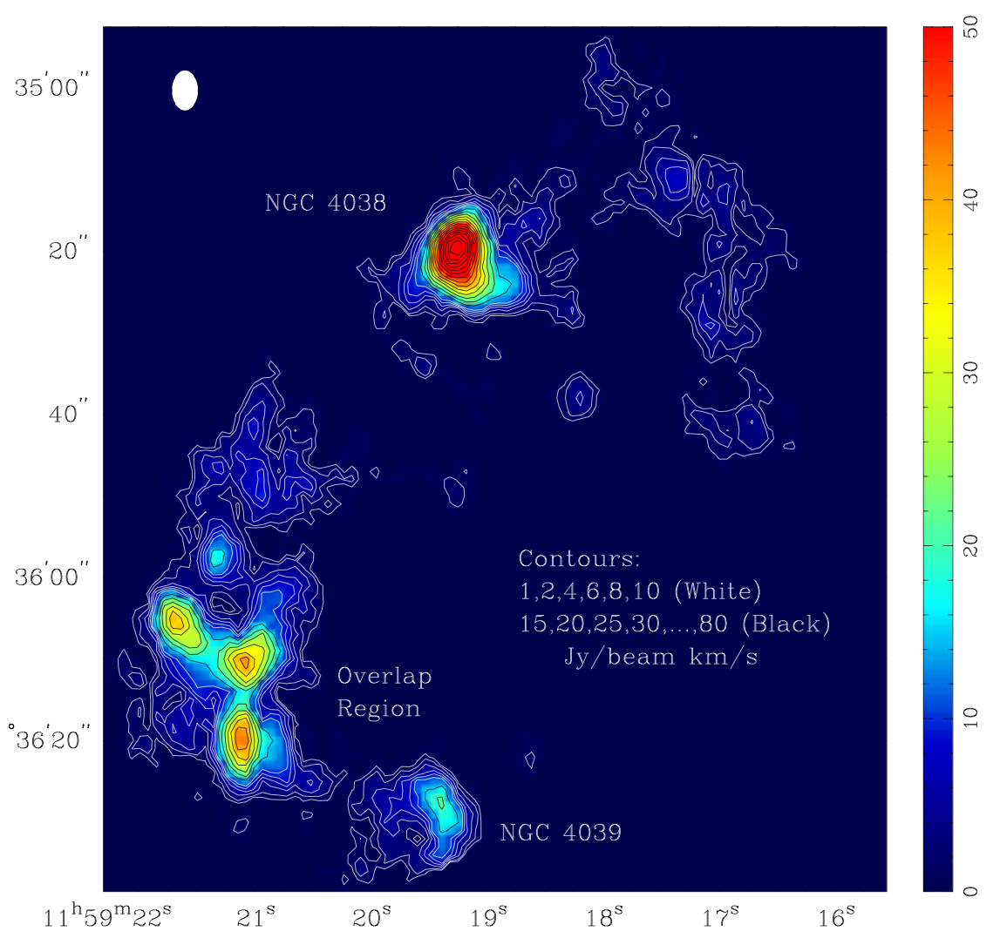 50
35'00"
NGC 4038
40
20"
30
40"
20
Contours:
36'00"
1,2,4,6,8,10 (White)
15,20,25,30,...,80 (Black)
Jy/beam km/s
Overlap
Region
10
36°20"
NGC 4039
0
11h59m22s 21s 20s 19s 18s 17s 16s